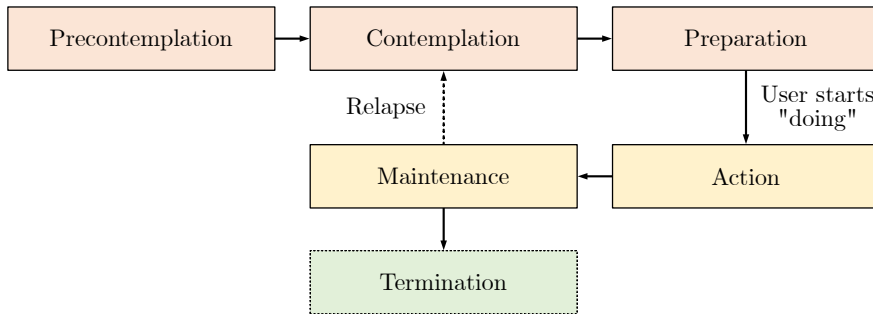 Precontemplation
Contemplation
Preparation
Relapse
User starts
"doing"
Maintenance
Action
Termination